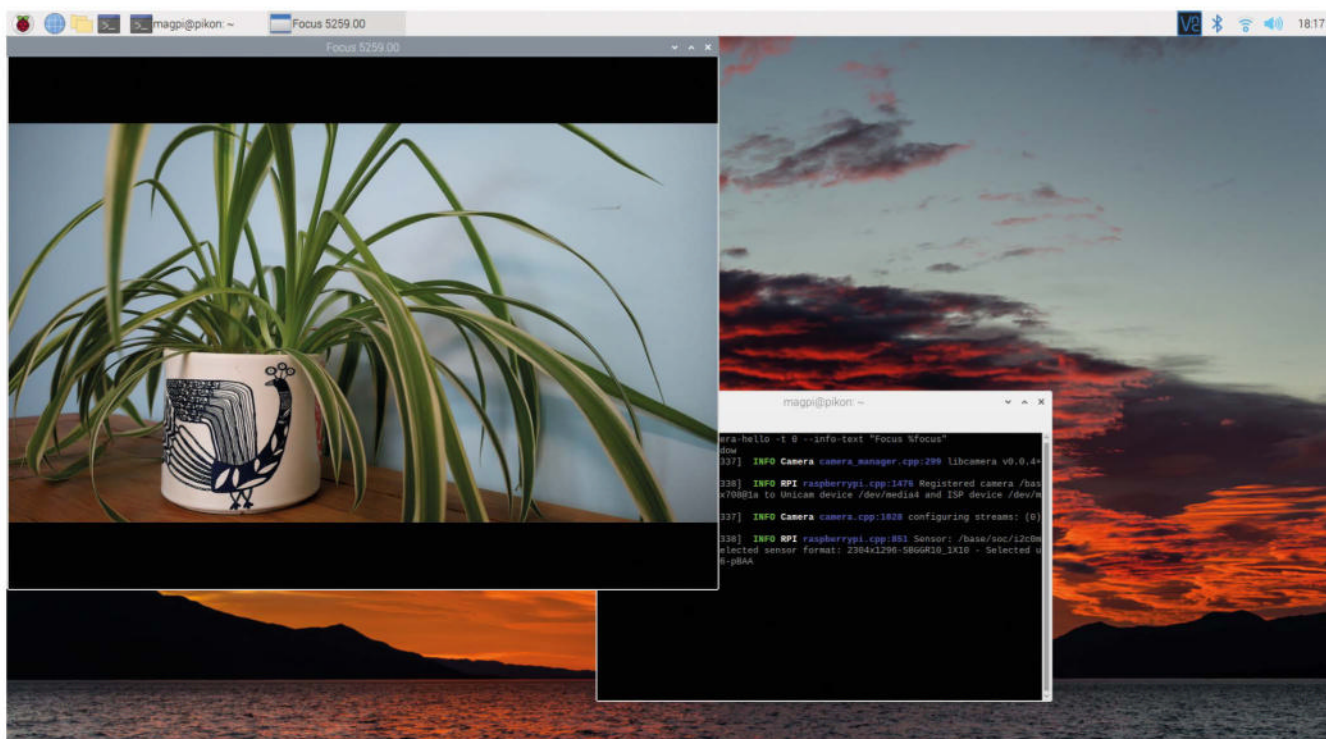 magpi@pikon: ~
Focus 5259.00
V2
18:17
Focus 5259.00
magpi@pikon: ~
era-hello -t 0 --info-text "Focus %focus"
dow
337] INFO Camera camera_manager.cpp:299 libcamera v0.0.4+
338] INFO RPI raspberrypi.cpp:1476 Registered camera /bas
x708@1a to Unicam device /dev/media4 and ISP device /dev/m
337] INFO Camera camera.cpp:1028 configuring streams: (0)
338] INFO RPI raspberrypi.cpp:851 Sensor: /base/soc/i2c0m
elected sensor format: 2304x1296-SBGGR10_1X10 - Selected u
6-pBAA